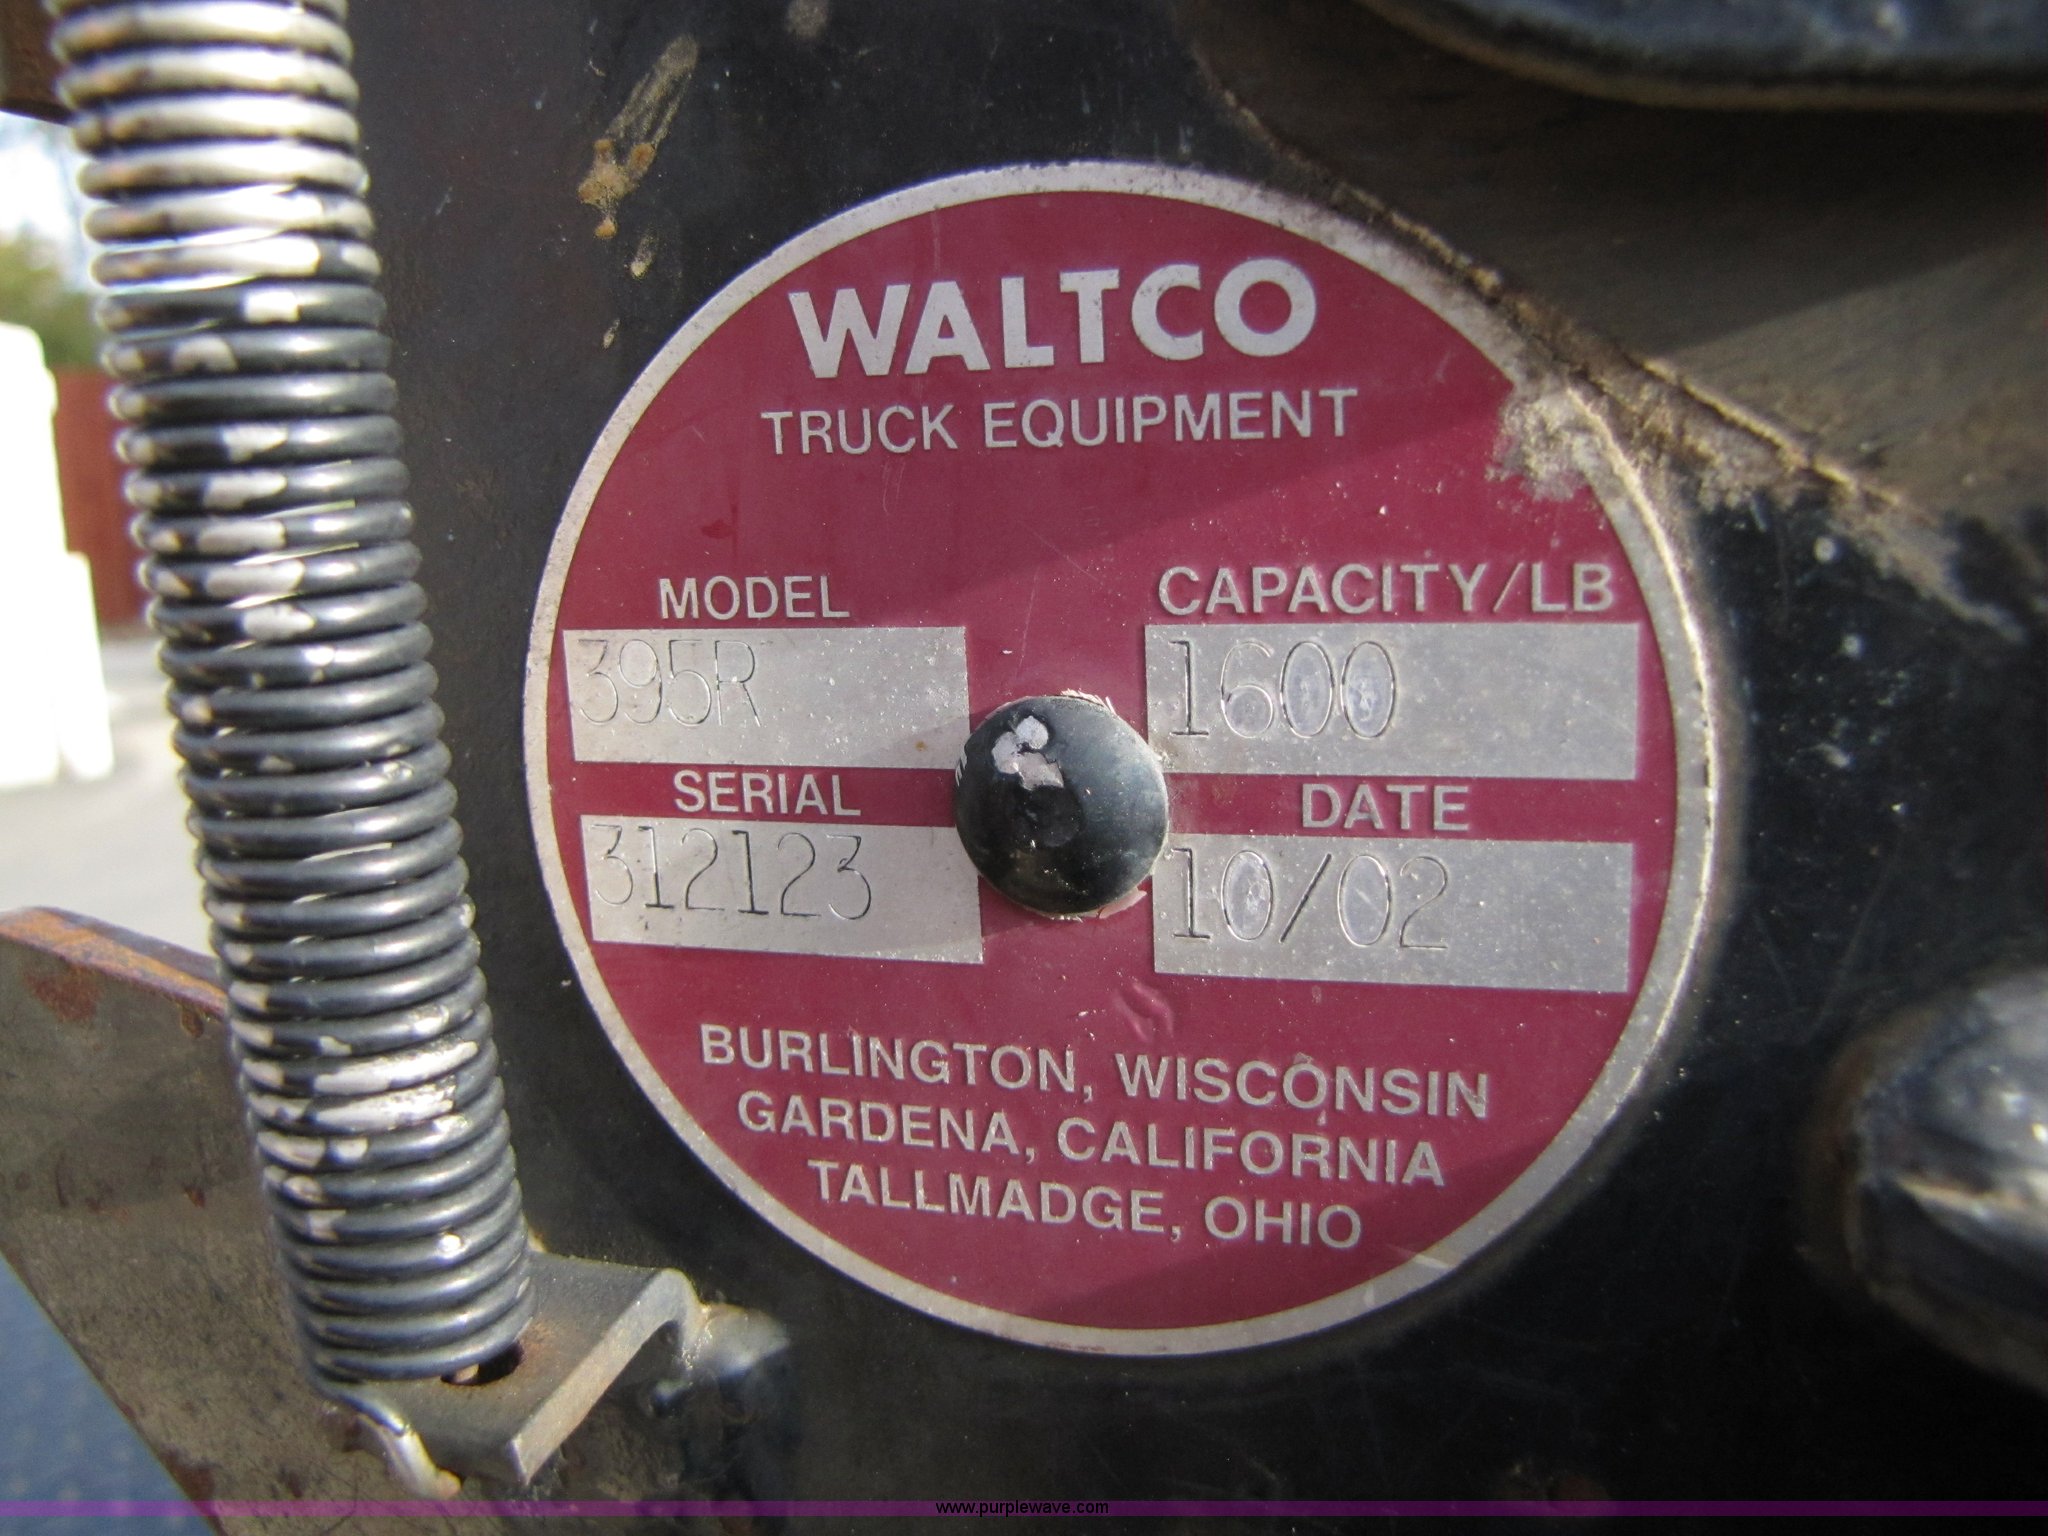 WALTCO
TRUCK EQUIPMENT
MODEL
395R
CAPACITY/LB
1600
SERIAL
312123
DATE
10/02
BURLINGTON, WISCONSIN
GARDENA, CALIFORNIA
TALLMADGE, OHIO
www.purplewave.com